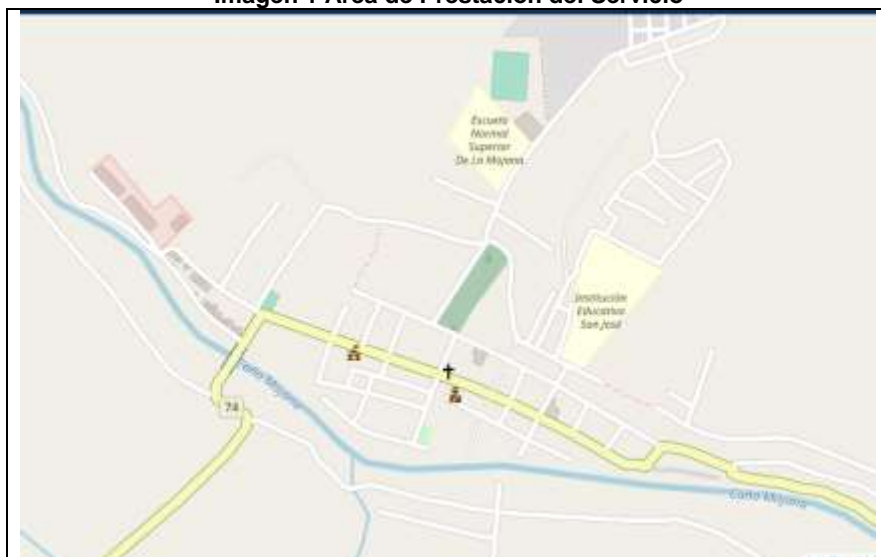 Imagen 1 Área de Prestación del Servicio
Escuela
Normal
Superior
De La Mojana
Institución
Educativa
San José
Caño Mojana
74
Caño Mojana